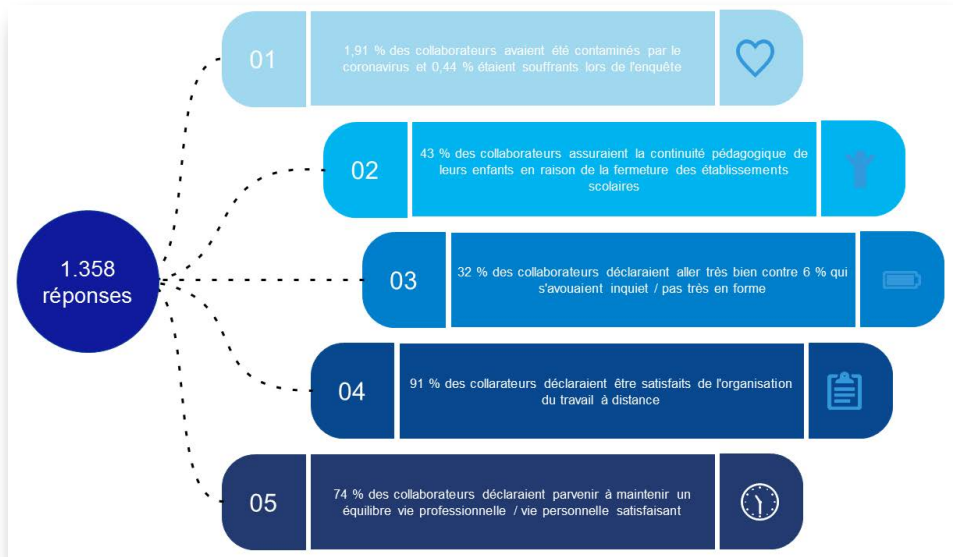 01
1,91 % des collaborateurs avaient été contaminés par le
coronavirus et 0,44 % étaient souffrants lors de l'enquête
02
43 % des collaborateurs assuraient la continuité pédagogique de
leurs enfants en raison de la fermeture des établissements
scolaires
1.358
réponses
03
32 % des collaborateurs déclaraient aller très bien contre 6 % qui
s'avouaient inquiet / pas très en forme
04
91 % des collarateurs déclaraient être satisfaits de l'organisation
du travail à distance
05
74 % des collaborateurs déclaraient parvenir à maintenir un
équilibre vie professionnelle / vie personnelle satisfaisant